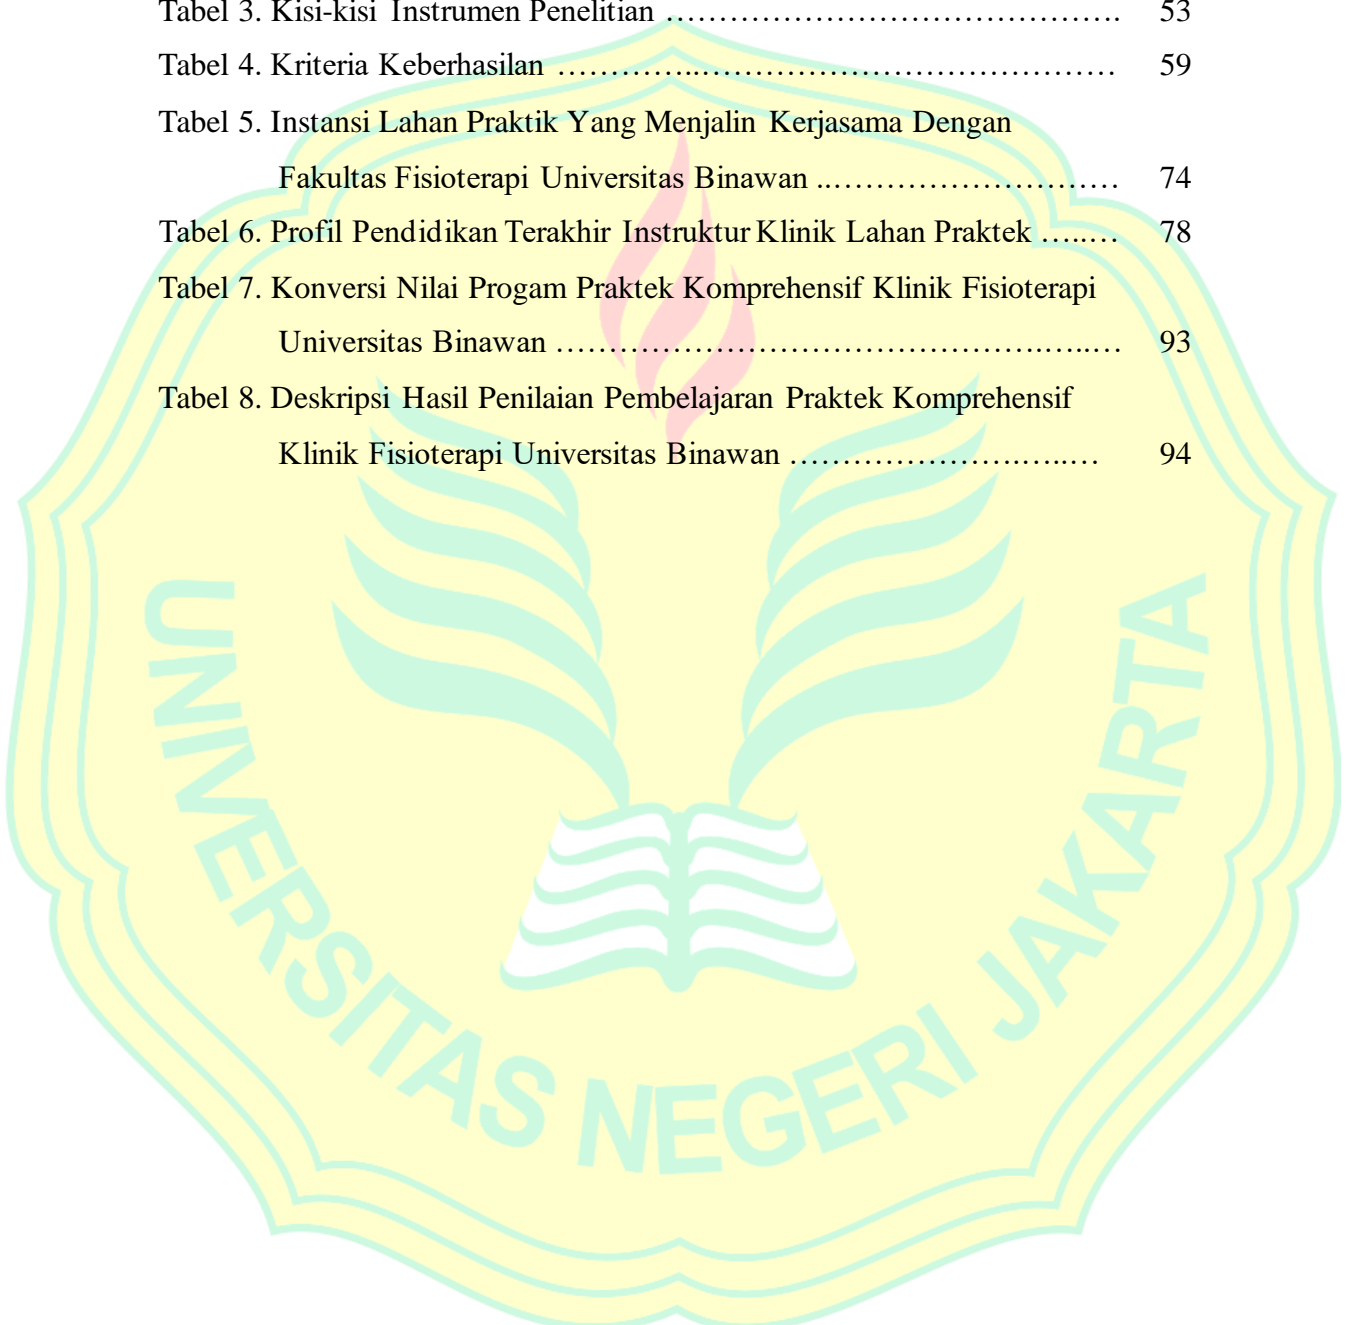 Tabel 3. Kisi-kisi Instrumen Penelitian ……………………………………. 53
Tabel 4. Kriteria Keberhasilan …………..………………………………… 59
Tabel 5. Instansi Lahan Praktik Yang Menjalin Kerjasama Dengan
Fakultas Fisioterapi Universitas Binawan ..……………………… 74
Tabel 6. Profil Pendidikan Terakhir Instruktur Klinik Lahan Praktek …..… 78
Tabel 7. Konversi Nilai Progam Praktek Komprehensif Klinik Fisioterapi
Universitas Binawan ……………………………………….…..… 93
Tabel 8. Deskripsi Hasil Penilaian Pembelajaran Praktek Komprehensif
Klinik Fisioterapi Universitas Binawan ………………….…..… 94
UNIVERSITAS NEGERI JAKARTA